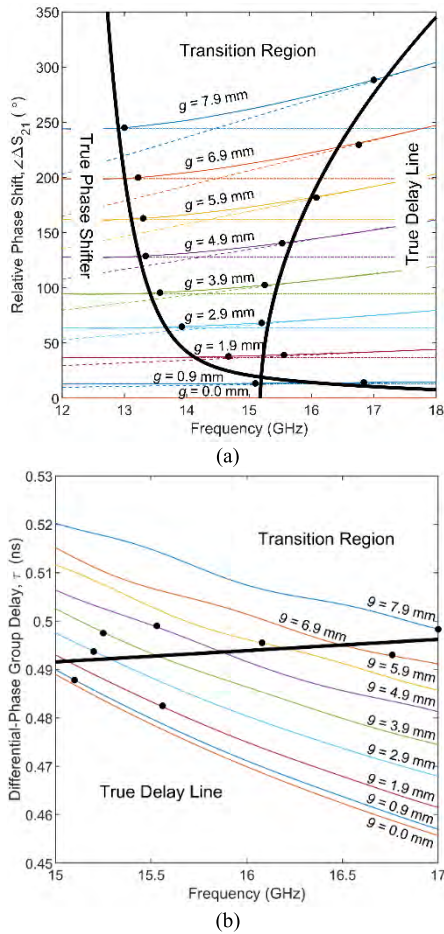 350
300
250
200
150
100
50
0
Relative Phase Shift, ∠ΔS21 (°)
Transition Region
True Phase Shifter
True Delay Line
g = 7.9 mm
g = 6.9 mm
g = 5.9 mm
g = 4.9 mm
g = 3.9 mm
g = 2.9 mm
g = 1.9 mm
g = 0.9 mm
g = 0.0 mm
12 13 14 15 16 17 18
Frequency (GHz)
(a)
0.53
0.52
0.51
0.5
0.49
0.48
0.47
0.46
0.45
Differential-Phase Group Delay, τ (ns)
Transition Region
g = 7.9 mm
g = 6.9 mm
g = 5.9 mm
g = 4.9 mm
g = 3.9 mm
g = 2.9 mm
g = 1.9 mm
g = 0.9 mm
g = 0.0 mm
True Delay Line
15 15.5 16 16.5 17
Frequency (GHz)
(b)